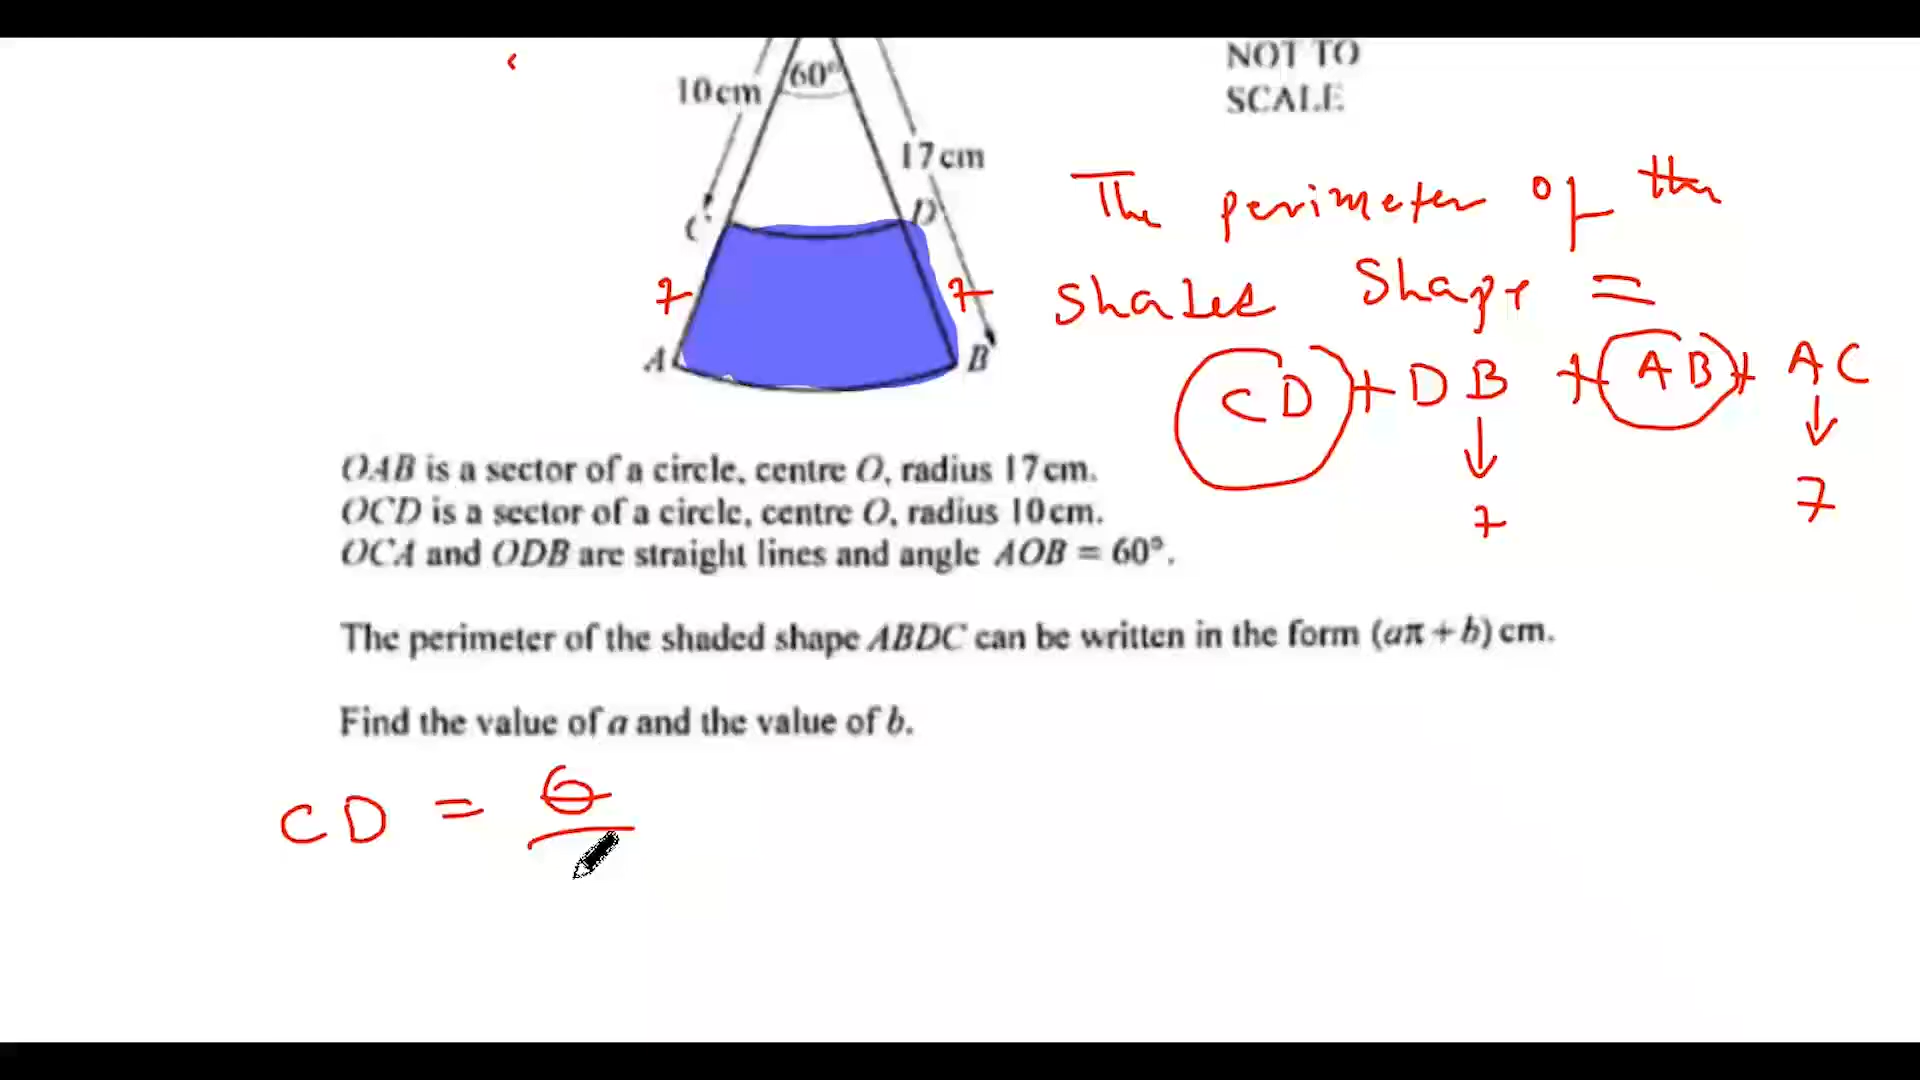 NOT TO
10cm 60°
SCALE
17cm
The perimeter of the
C D
7 7 Shaded Shape =
A B CD + DB + AB + AC
7 7
OAB is a sector of a circle, centre O, radius 17cm.
OCD is a sector of a circle, centre O, radius 10cm.
OCA and ODB are straight lines and angle AOB = 60°.
The perimeter of the shaded shape ABDC can be written in the form (aπ + b) cm.
Find the value of a and the value of b.
CD = θ